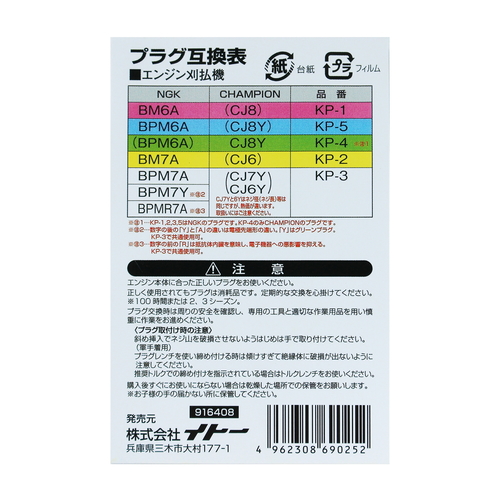 プラグ互換表
■エンジン刈払機
紙 台紙 プラ フィルム
NGK CHAMPION 品番
BM6A (CJ8) KP-1
BPM6A (CJ8Y) KP-5
(BPM6A) CJ8Y KP-4 ※注1
BM7A (CJ6) KP-2
BPM7A (CJ7Y) KP-3
BPM7Y ※注2 (CJ6Y)
BPMR7A ※注3
CJ7Yと6Yはネジ径(ネジ長)等は
同じですが、熱価が違います。
取扱いにはご注意ください。
※注1―KP-1,2,3,5はNGKのプラグです。KP-4のみCHAMPIONのプラグです。
※注2―数字の後の「Y」と「A」の違いは電極先端形の違い。「Y」はグリーンプラグ。
KP-3で共通使用可。
※注3―数字の前の「R」は抵抗体内蔵を意味し、電子機器への悪影響を抑える。
KP-3で共通使用可。
⚠注意
エンジン本体に合った正しいプラグをお使いください。
正しく使用されてもプラグは消耗品です。定期的な交換を心掛けてください。
※100時間または2、3シーズン。
プラグ交換時は周りの安全を確認し、専用の工具と適切な作業用品を用い慎
重に作業をお進めください。
〈プラグ取付け時の注意〉
斜め挿入でネジ山を破損させないようはじめは手で取り付けてください。
(軍手着用)
プラグレンチを使い締め付ける時は傾けすぎて絶縁体に破損が出ないように
注意してください。
推奨トルクでの締め付けを指示されている場合はトルクレンチをお使いください。
購入後すぐにお使いにならない場合は乾燥した場所での保管をお願いします。
※お子様の手の届かない所に保管してください。
発売元 916408
株式会社 イトー
兵庫県三木市大村177-1
4 962308 690252